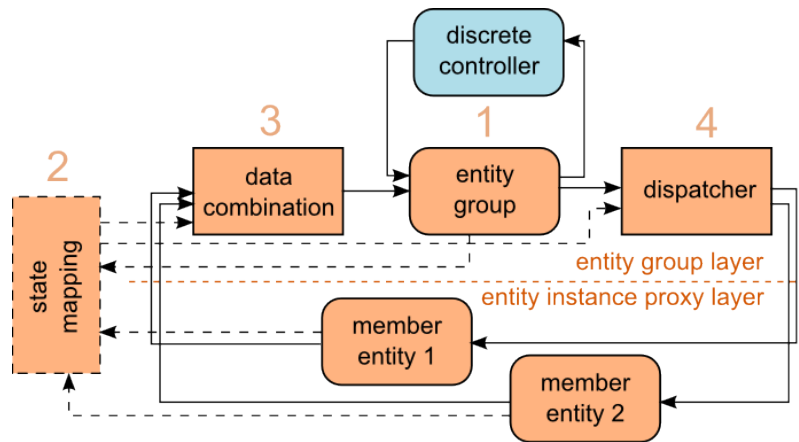 discrete
controller
3
1
4
2
data
combination
entity
group
dispatcher
state
mapping
entity group layer
entity instance proxy layer
member
entity 1
member
entity 2